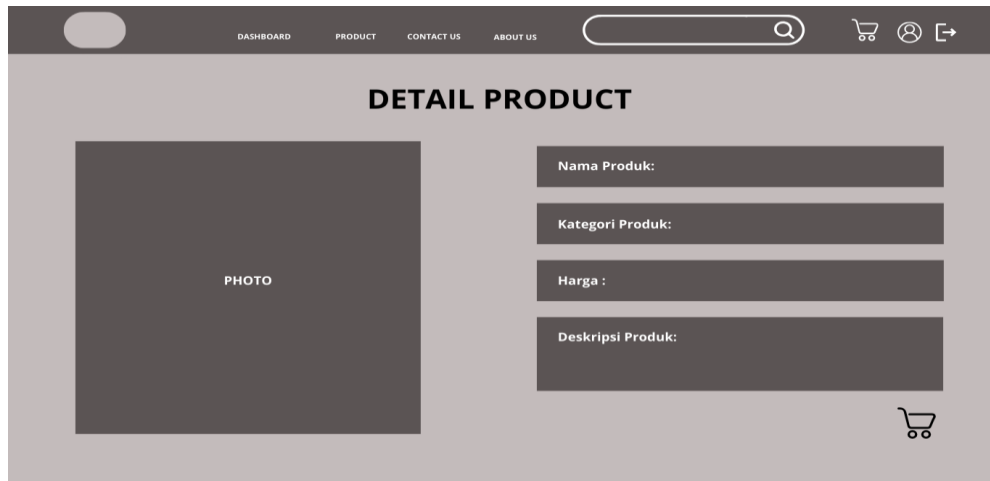 DASHBOARD PRODUCT CONTACT US ABOUT US
DETAIL PRODUCT
PHOTO
Nama Produk:
Kategori Produk:
Harga :
Deskripsi Produk: